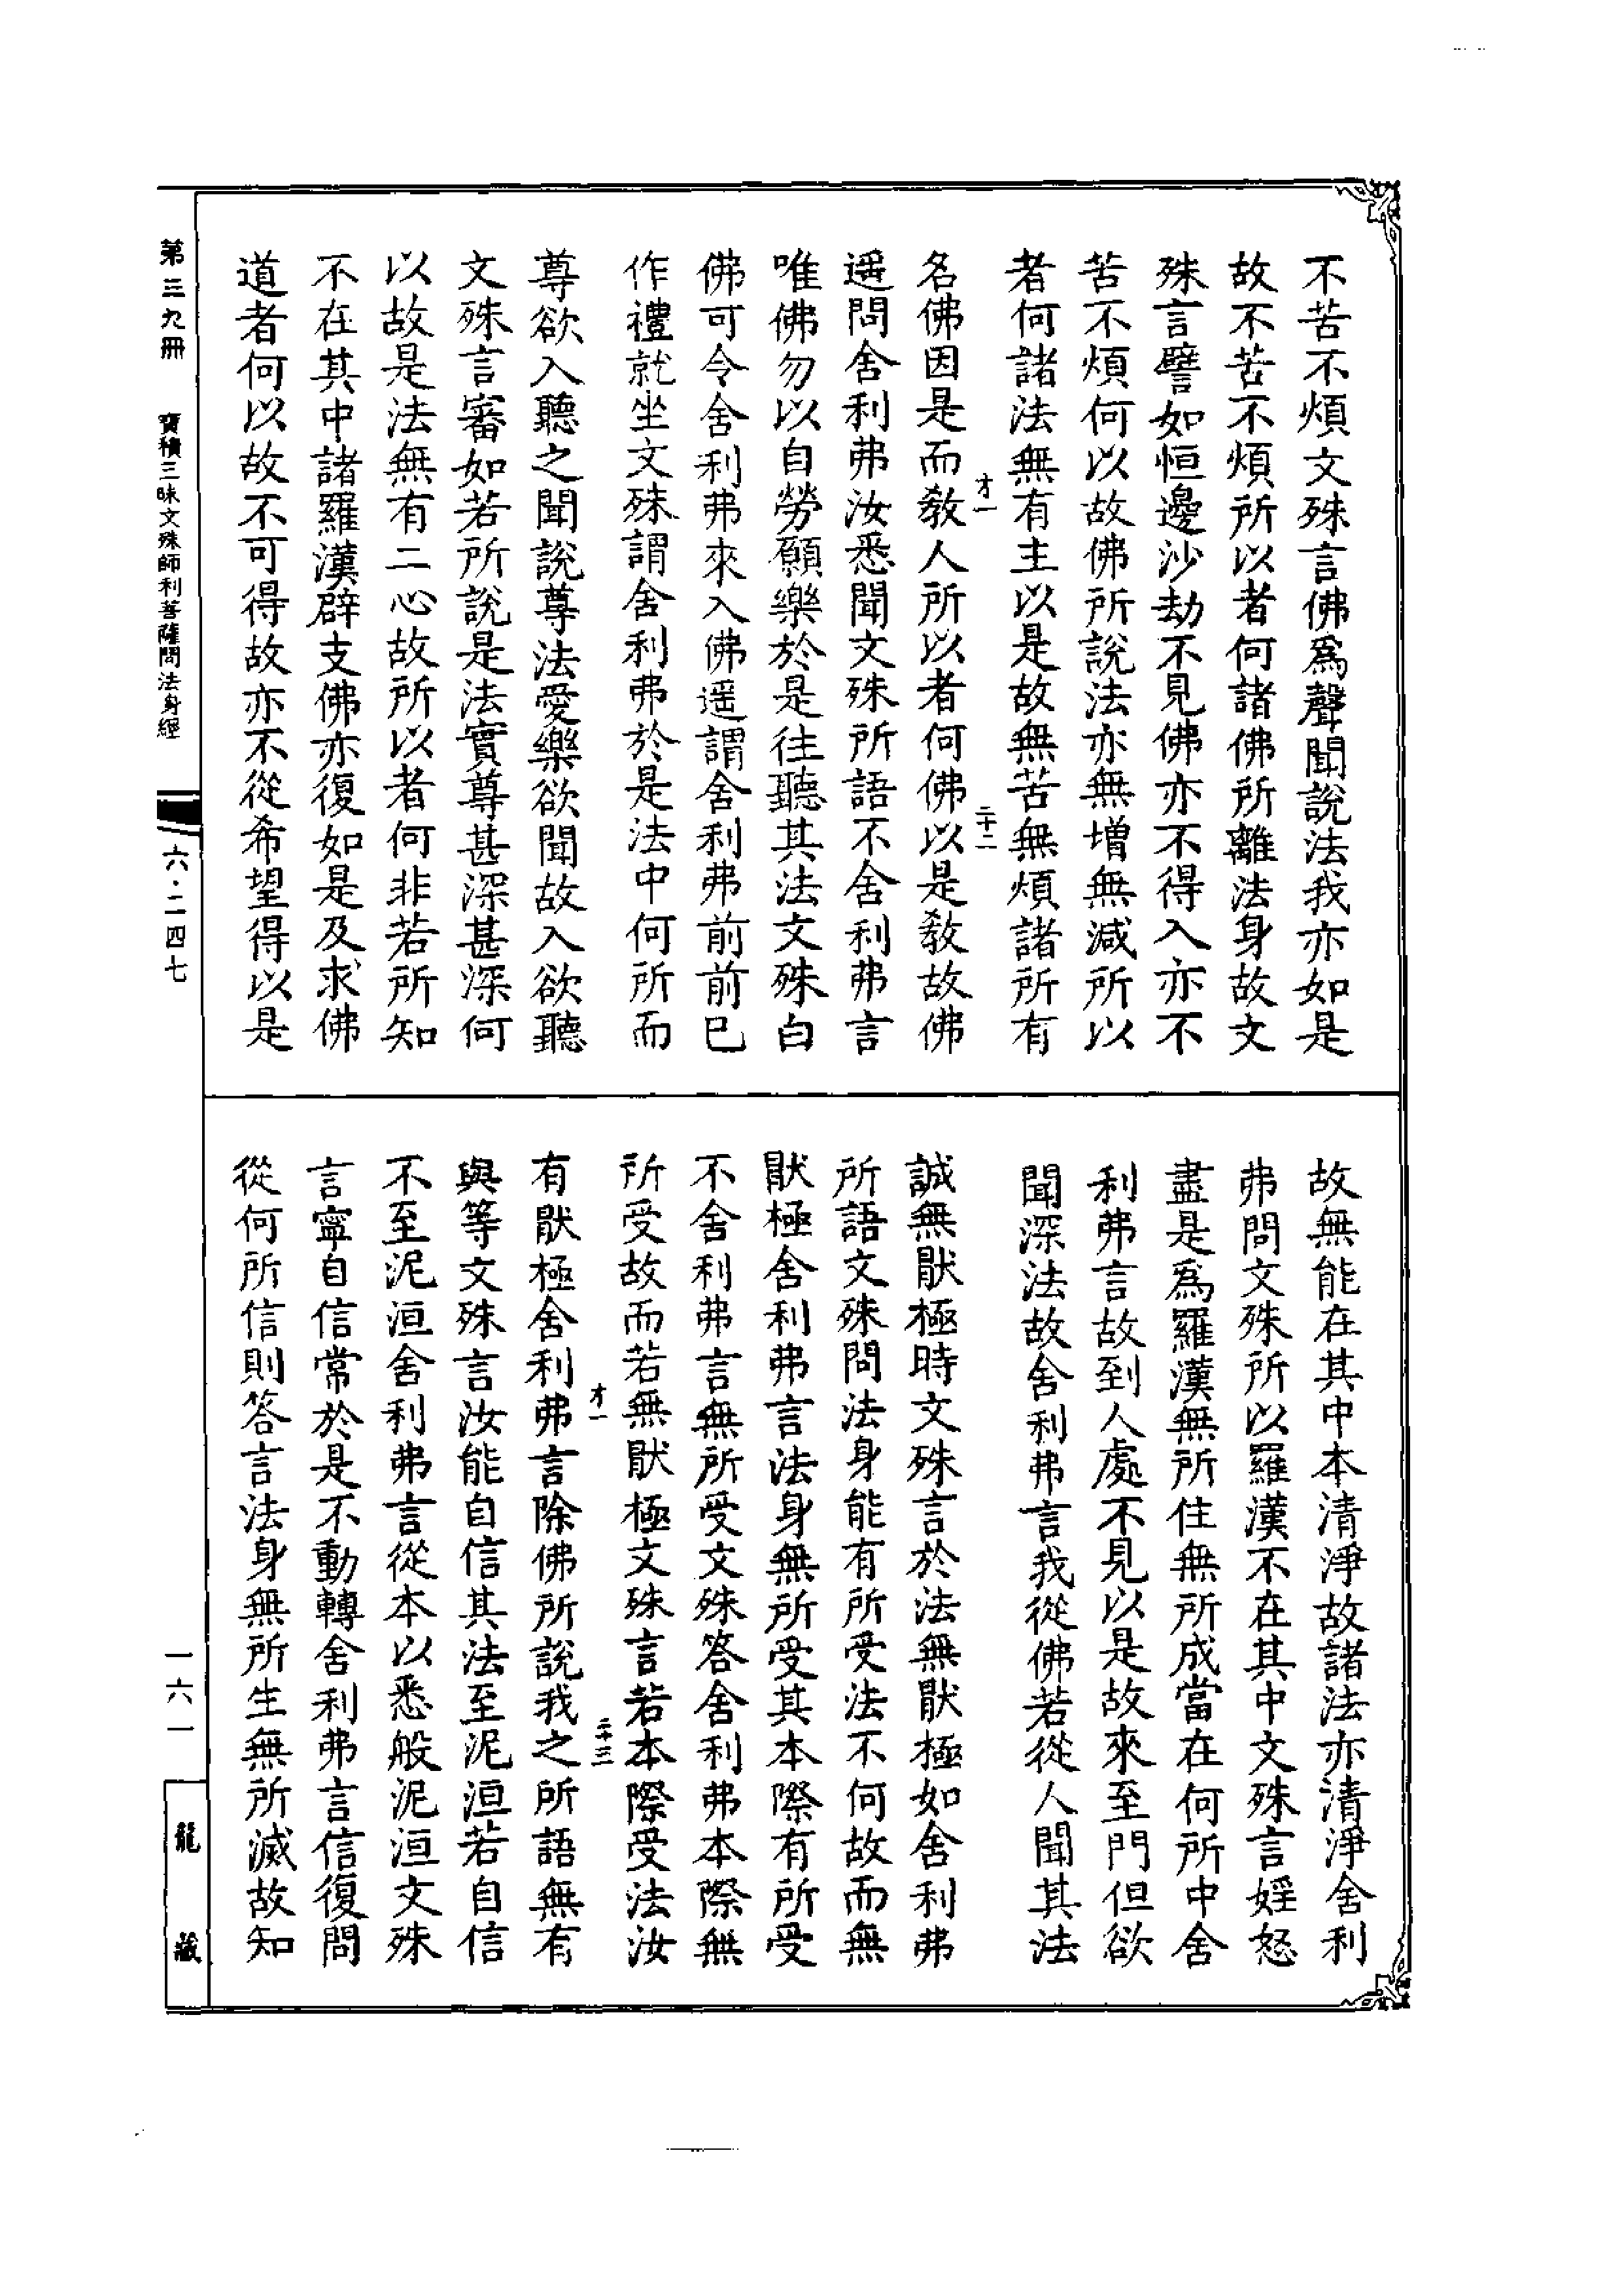 不苦不煩文殊言佛為聲聞說法我亦如是
故不苦不煩所以者何諸佛所離法身故文
殊言譬如恒邊沙劫不見佛亦不得入亦不
苦不煩何以故佛所說法亦無增無減所以
者何諸法無有主以是故無苦無煩諸所有
才一
二十二
名佛因是而教人所以者何佛以是教故佛
遥問舍利弗汝悉聞文殊所語不舍利弗言
唯佛勿以自勞願樂於是往聽其法文殊白
佛可令舍利弗來入佛遥謂舍利弗前前已
作禮就坐文殊謂舍利弗於是法中何所而
尊欲入聽之聞說尊法愛樂欲聞故入欲聽
文殊言審如若所說是法實尊甚深甚深何
以故是法無有二心故所以者何非若所知
不在其中諸羅漢辟支佛亦復如是及求佛
道者何以故不可得故亦不從希望得以是
故無能在其中本清淨故諸法亦清淨舍利
弗問文殊所以羅漢不在其中文殊言婬怒
盡是為羅漢無所住無所成當在何所中舍
利弗言故到人處不見以是故來至門但欲
聞深法故舍利弗言我從佛若從人聞其法
誠無猒極時文殊言於法無猒極如舍利弗
所語文殊問法身能有所受法不何故而無
猒極舍利弗言法身無所受其本際有所受
不舍利弗言無所受文殊答舍利弗本際無
所受故而若無猒極文殊言若本際受法汝
才一
二十三
有猒極舍利弗言除佛所說我之所語無有
與等文殊言汝能自信其法至泥洹若自信
不至泥洹舍利弗言從本以悉般泥洹文殊
言寧自信常於是不動轉舍利弗言信復問
從何所信則答言法身無所生無所滅故知
第三九冊
寶積三昧文殊師利菩薩問法身經
六·二四七
一六一
龍藏